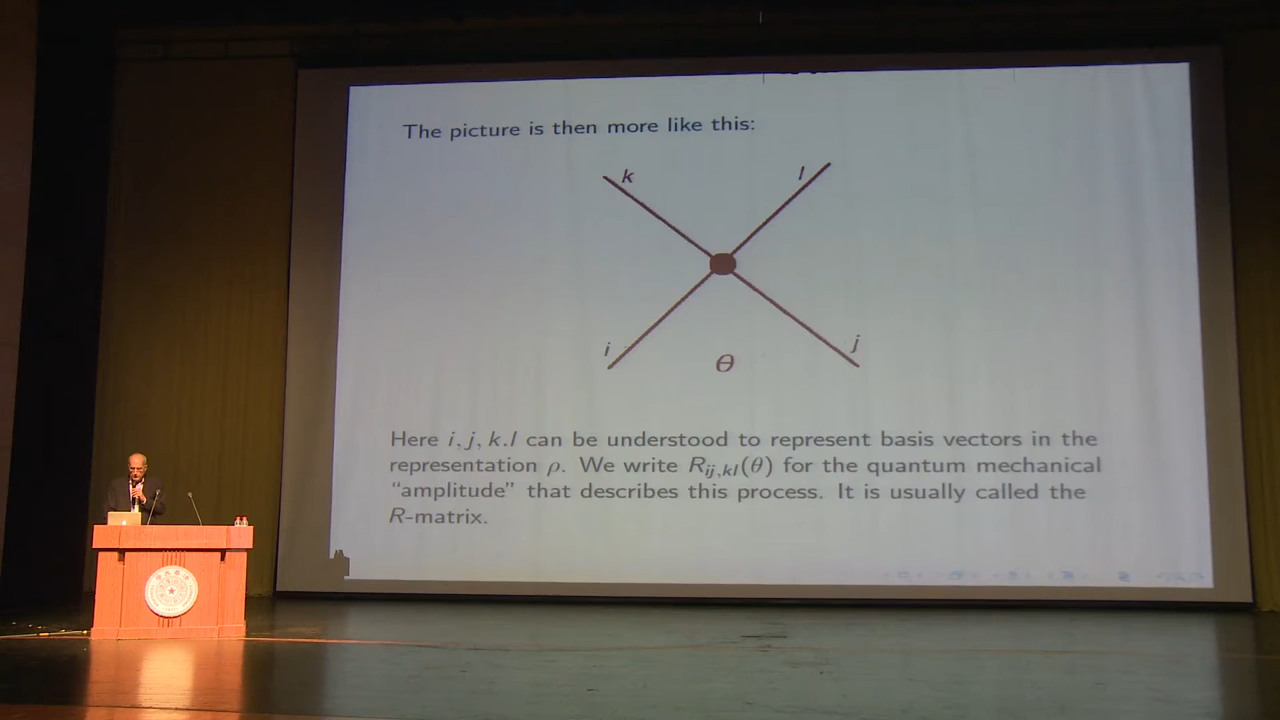 The picture is then more like this:
k
l
i
j
θ
Here i, j, k.l can be understood to represent basis vectors in the
representation ρ. We write R_{ij,kl}(θ) for the quantum mechanical
“amplitude” that describes this process. It is usually called the
R-matrix.